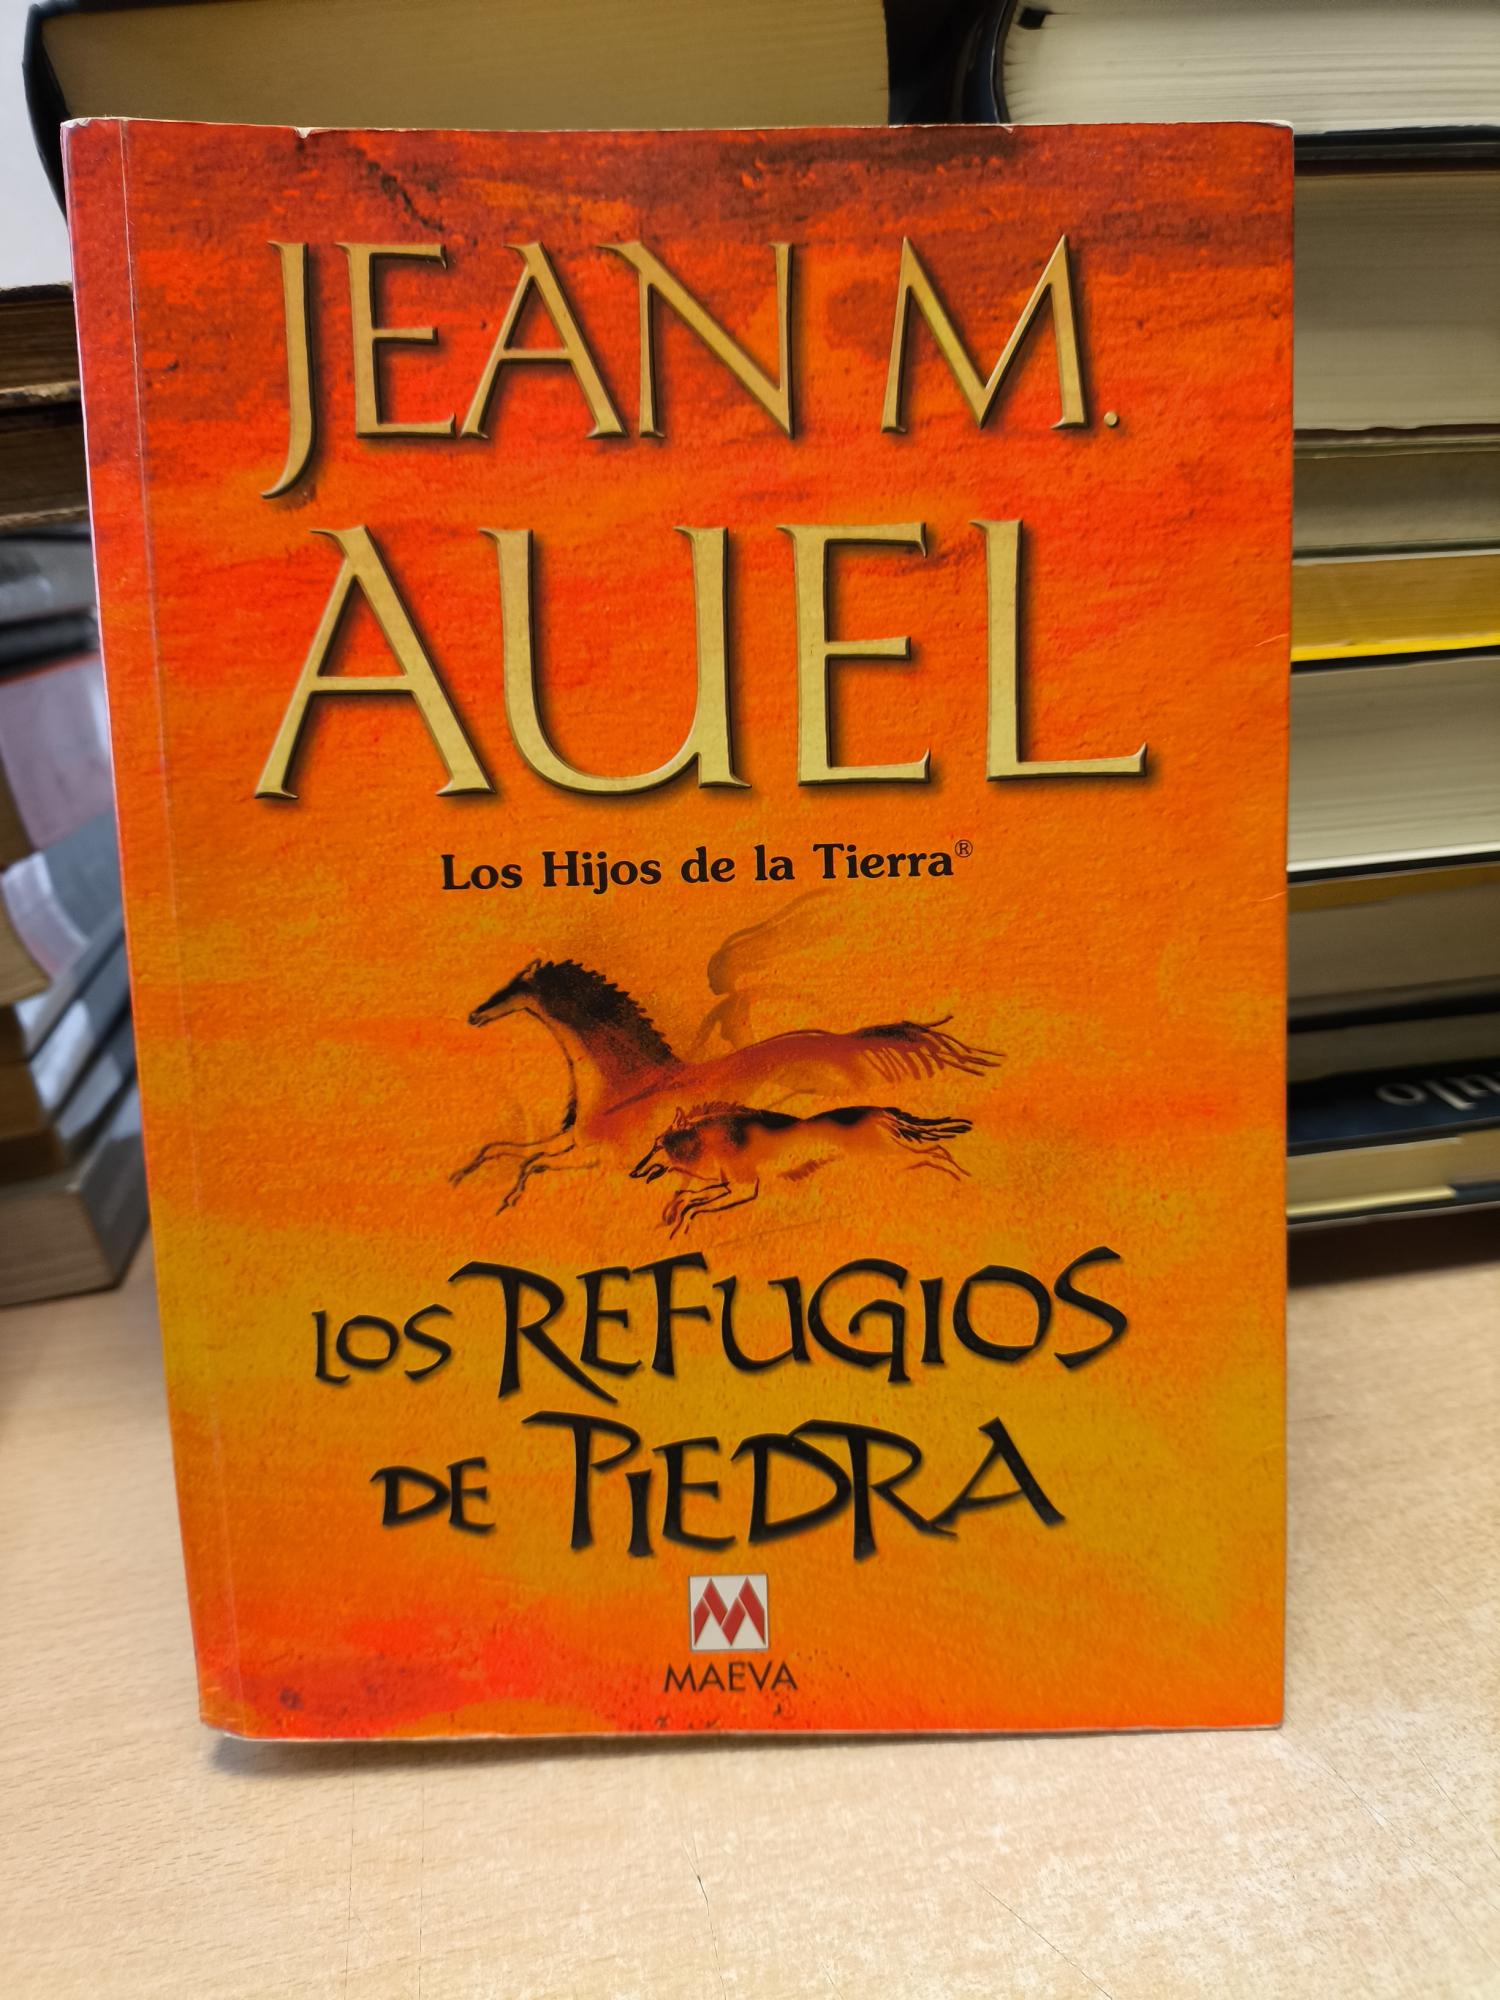 JEAN M.
AUEL
Los Hijos de la Tierra®
LOS REFUGIOS
DE PIEDRA
MAEVA